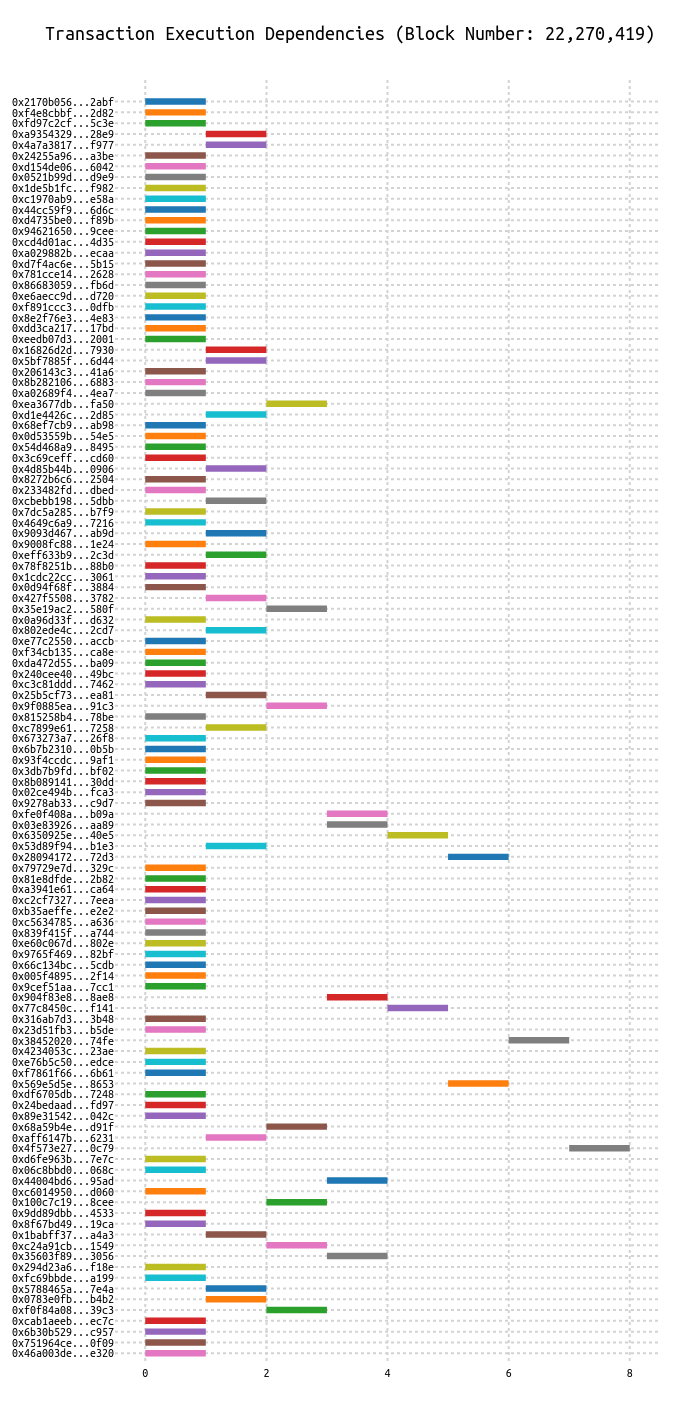 Transaction Execution Dependencies (Block Number: 22,270,419)
0x2170b056...2abf
0xf4e8cbbf...2d82
0xfd97c2cf...5c3e
0xa9354329...28e9
0x4a7a3817...f977
0x24255a96...a3be
0xd154de06...6042
0x0521b99d...d9e9
0x1de5b1fc...f982
0xc1970ab9...e58a
0x44cc59f9...6d6c
0xd4735be0...f89b
0x94621650...9cee
0xcd4d01ac...4d35
0xa029882b...ecaa
0xd7f4ac6e...5b15
0x781cce14...2628
0x86683059...fb6d
0xe6aecc9d...d720
0xf891ccc3...0dfb
0x8e2f76e3...4e83
0xdd3ca217...17bd
0xeedb07d3...2001
0x16826d2d...7930
0x5bf7885f...6d44
0x206143c3...41a6
0x8b282106...6883
0xa02689f4...4ea7
0xea3677db...fa50
0xd1e4426c...2d85
0x68ef7cb9...ab98
0x0d53559b...54e5
0x54d468a9...8495
0x3c69ceff...cd60
0x4d85b44b...0906
0x8272b6c6...2504
0x233482fd...dbed
0xcbebb198...5dbb
0x7dc5a285...b7f9
0x4649c6a9...7216
0x9093d467...ab9d
0x9008fc88...1e24
0xeff633b9...2c3d
0x78f8251b...88b0
0x1cdc22cc...3061
0x0d94f68f...3884
0x427f5508...3782
0x35e19ac2...580f
0x0a96d33f...d632
0x802ede4c...2cd7
0xe77c2550...accb
0xf34cb135...ca8e
0xda472d55...ba09
0x240cee40...49bc
0xc3c81ddd...7462
0x25b5cf73...ea81
0x9f0885ea...91c3
0x815258b4...78be
0xc7899e61...7258
0x673273a7...26f8
0x6b7b2310...0b5b
0x93f4ccdc...9af1
0x3db7b9fd...bf02
0x8b089141...30dd
0x02ce494b...fca3
0x9278ab33...c9d7
0xfe0f408a...b09a
0x03e83926...aa89
0x6350925e...40e5
0x53d89f94...b1e3
0x28094172...72d3
0x79729e7d...329c
0x81e8dfde...2b82
0xa3941e61...ca64
0xc2cf7327...7eea
0xb35aeffe...e2e2
0xc5634785...a636
0x839f415f...a744
0xe60c067d...802e
0x9765f469...82bf
0x66c134bc...5cdb
0x005f4895...2f14
0x9cef51aa...7cc1
0x904f83e8...8ae8
0x77c8450c...f141
0x316ab7d3...3b48
0x23d51fb3...b5de
0x38452020...74fe
0x4234053c...23ae
0xe76b5c50...edce
0xf7861f66...6b61
0x569e5d5e...8653
0xdf6705db...7248
0x24bedaad...fd97
0x89e31542...042c
0x68a59b4e...d91f
0xaff6147b...6231
0x4f573e27...0c79
0xd6fe963b...7e7c
0x06c8bbd0...068c
0x44004bd6...95ad
0xc6014950...d060
0x100c7c19...8cee
0x9dd89dbb...4533
0x8f67bd49...19ca
0x1babff37...a4a3
0xc24a91cb...1549
0x35603f89...3056
0x294d23a6...f18e
0xfc69bbde...a199
0x5788465a...7e4a
0x0783e0fb...b4b2
0xf0f84a08...39c3
0xcab1aeeb...ec7c
0x6b30b529...c957
0x751964ce...0f09
0x46a003de...e320
0 2 4 6 8